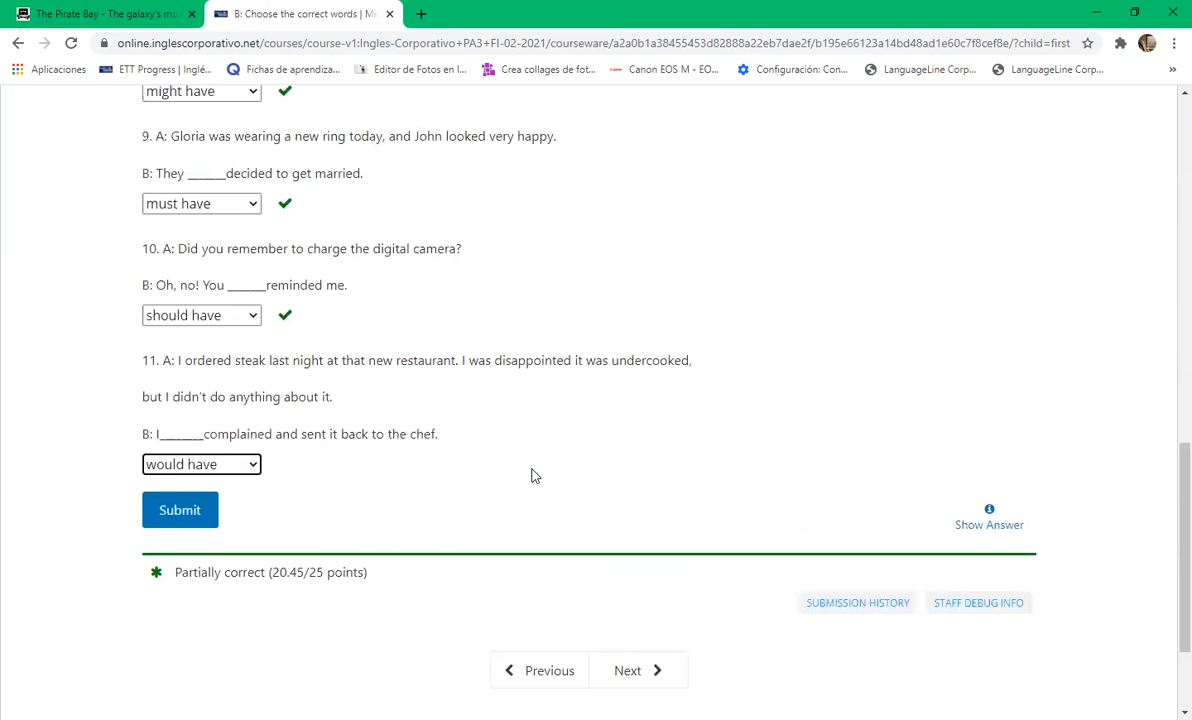 The Pirate Bay - The galaxy's mo
B: Choose the correct words | Mi
online.inglescorporativo.net/courses/course-v1:Ingles-Corporativo+PA3+FI-02-2021/courseware/a2a0b1a38455453d82888a22eb7dae2f/b195e66123a14bd48ad1e60c7f8cef8e/?child=first
Aplicaciones
ETT Progress | Inglé...
Fichas de aprendiza...
Editor de Fotos en l...
Crea collages de fot...
Canon EOS M - EO...
Configuración: Con...
LanguageLine Corp...
LanguageLine Corp...
»
might have
9. A: Gloria was wearing a new ring today, and John looked very happy.
B: They ______decided to get married.
must have
10. A: Did you remember to charge the digital camera?
B: Oh, no! You ______reminded me.
should have
11. A: I ordered steak last night at that new restaurant. I was disappointed it was undercooked,
but I didn't do anything about it.
B: I_______complained and sent it back to the chef.
would have
Submit
Show Answer
Partially correct (20.45/25 points)
SUBMISSION HISTORY
STAFF DEBUG INFO
Previous
Next